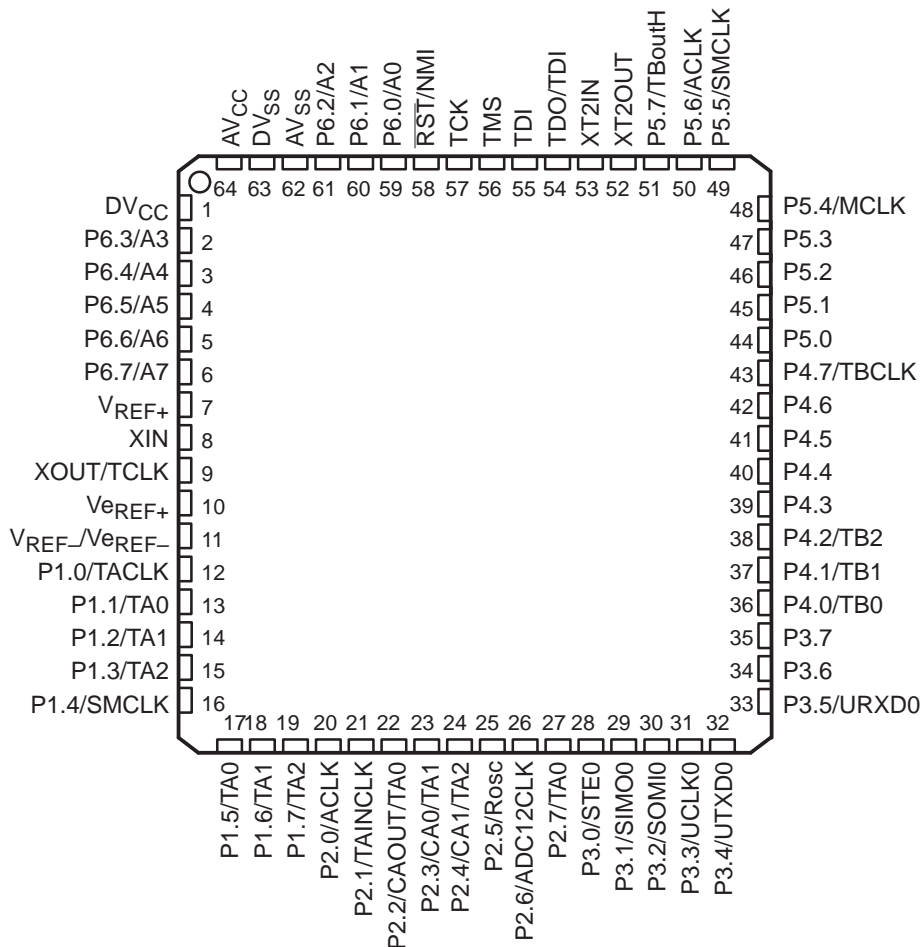 AVCC
DVSS
AVSS
P6.2/A2
P6.1/A1
P6.0/A0
RST/NMI
TCK
TMS
TDI
TDO/TDI
XT2IN
XT2OUT
P5.7/TBoutH
P5.6/ACLK
P5.5/SMCLK
64 63 62 61 60 59 58 57 56 55 54 53 52 51 50 49
DVCC 1
P6.3/A3 2
P6.4/A4 3
P6.5/A5 4
P6.6/A6 5
P6.7/A7 6
VREF+ 7
XIN 8
XOUT/TCLK 9
VeREF+ 10
VREF–/VeREF– 11
P1.0/TACLK 12
P1.1/TA0 13
P1.2/TA1 14
P1.3/TA2 15
P1.4/SMCLK 16
48 P5.4/MCLK
47 P5.3
46 P5.2
45 P5.1
44 P5.0
43 P4.7/TBCLK
42 P4.6
41 P4.5
40 P4.4
39 P4.3
38 P4.2/TB2
37 P4.1/TB1
36 P4.0/TB0
35 P3.7
34 P3.6
33 P3.5/URXD0
17 18 19 20 21 22 23 24 25 26 27 28 29 30 31 32
P1.5/TA0
P1.6/TA1
P1.7/TA2
P2.0/ACLK
P2.1/TAINCLK
P2.2/CAOUT/TA0
P2.3/CA0/TA1
P2.4/CA1/TA2
P2.5/Rosc
P2.6/ADC12CLK
P2.7/TA0
P3.0/STE0
P3.1/SIMO0
P3.2/SOMI0
P3.3/UCLK0
P3.4/UTXD0